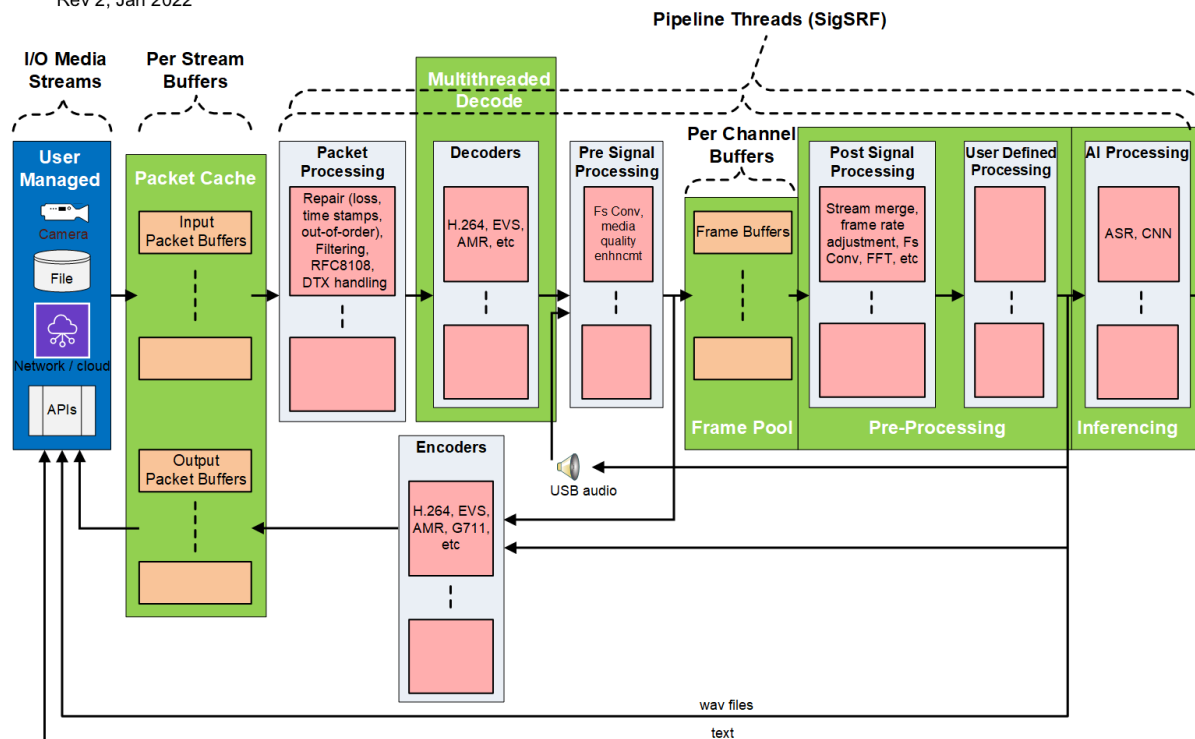 Rev 2, Jan 2022
Pipeline Threads (SigSRF)
I/O Media
Streams
Per Stream
Buffers
Multithreaded
Decode
Per Channel
Buffers
User
Managed
Camera
File
Network / cloud
APIs
Packet Cache
Input
Packet Buffers
Output
Packet Buffers
Packet
Processing
Repair (loss,
time stamps,
out-of-order),
Filtering,
RFC8108,
DTX handling
Decoders
H.264, EVS,
AMR, etc
Pre Signal
Processing
Fs Conv,
media
quality
enhncmt
Frame Buffers
Frame Pool
Post Signal
Processing
Stream merge,
frame rate
adjustment, Fs
Conv, FFT, etc
User Defined
Processing
Pre-Processing
AI Processing
ASR, CNN
Inferencing
Encoders
H.264, EVS,
AMR, G711,
etc
USB audio
wav files
text